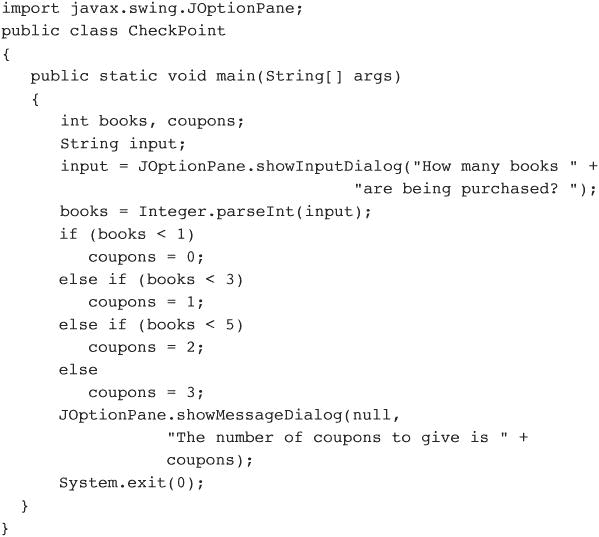 import javax.swing.JOptionPane;
public class CheckPoint
{
   public static void main(String[] args)
   {
      int books, coupons;
      String input;
      input = JOptionPane.showInputDialog("How many books " +
                                   "are being purchased? ");
      books = Integer.parseInt(input);
      if (books < 1)
         coupons = 0;
      else if (books < 3)
         coupons = 1;
      else if (books < 5)
         coupons = 2;
      else
         coupons = 3;
      JOptionPane.showMessageDialog(null,
                 "The number of coupons to give is " +
                 coupons);
      System.exit(0);
  }
}